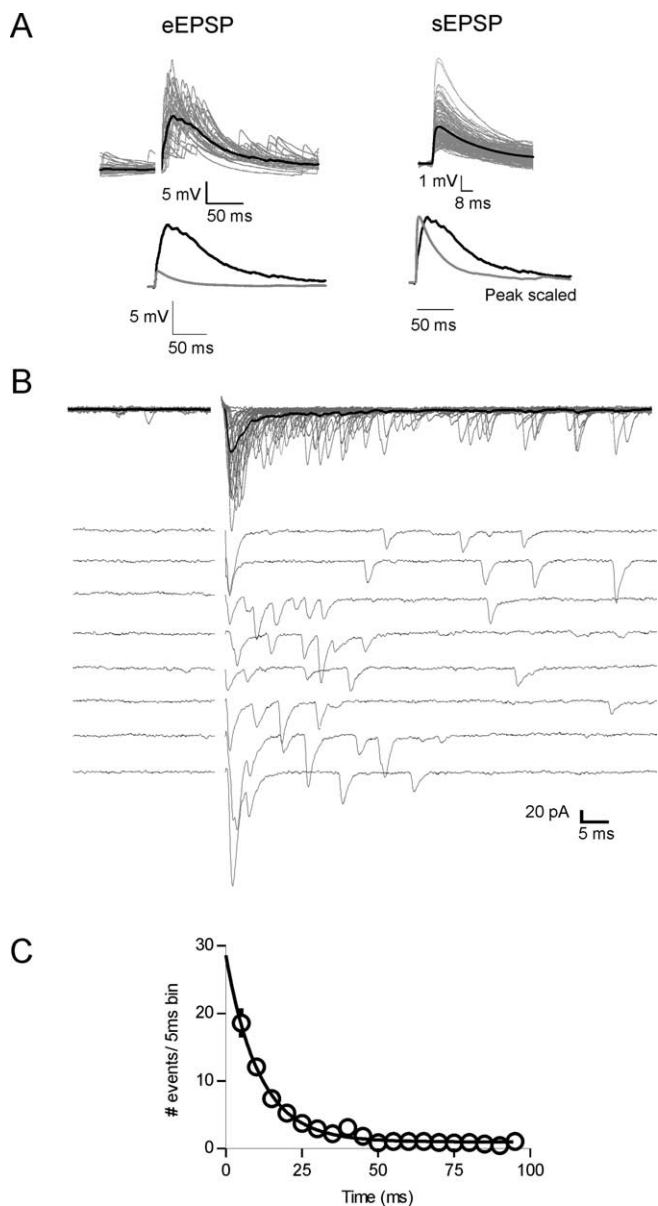 A
eEPSP
sEPSP
5 mV
50 ms
1 mV
8 ms
5 mV
50 ms
Peak scaled
50 ms
B
20 pA
5 ms
C
# events/ 5ms bin
30
20
10
0
0 25 50 75 100
Time (ms)